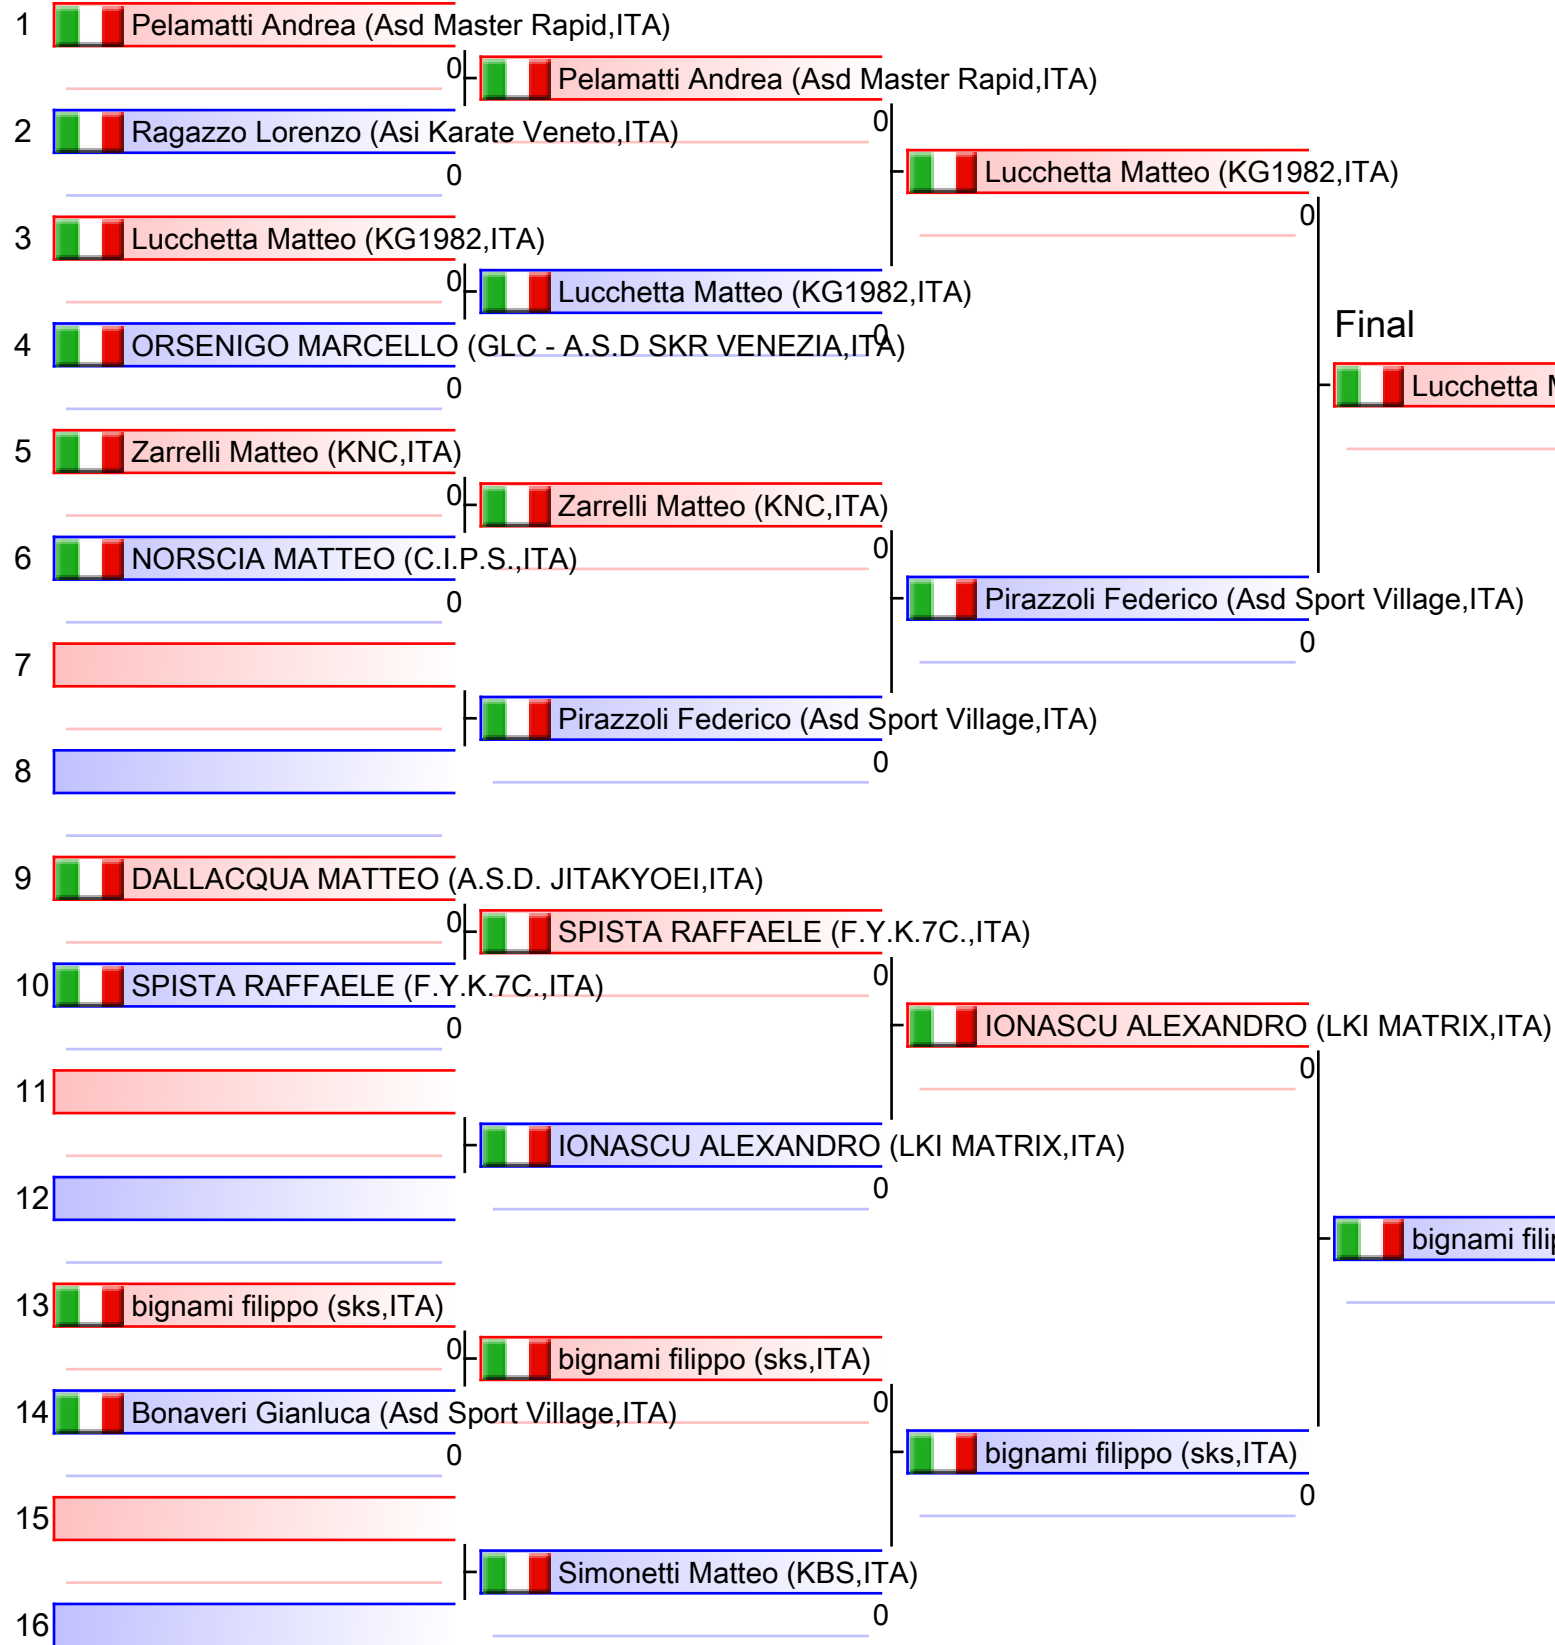 1 Pelamatti Andrea (Asd Master Rapid,ITA)
0 Pelamatti Andrea (Asd Master Rapid,ITA)
2 Ragazzo Lorenzo (Asi Karate Veneto,ITA)
0
0
Lucchetta Matteo (KG1982,ITA)
0
3 Lucchetta Matteo (KG1982,ITA)
0 Lucchetta Matteo (KG1982,ITA)
0
4 ORSENIGO MARCELLO (GLC - A.S.D SKR VENEZIA,ITA)
0
Final
Lucchetta
5 Zarrelli Matteo (KNC,ITA)
0 Zarrelli Matteo (KNC,ITA)
0
6 NORSCIA MATTEO (C.I.P.S.,ITA)
0
Pirazzoli Federico (Asd Sport Village,ITA)
0
7
Pirazzoli Federico (Asd Sport Village,ITA)
0
8
9 DALLACQUA MATTEO (A.S.D. JITAKYOEI,ITA)
0 SPISTA RAFFAELE (F.Y.K.7C.,ITA)
0
10 SPISTA RAFFAELE (F.Y.K.7C.,ITA)
0
IONASCU ALEXANDRO (LKI MATRIX,ITA)
0
11
IONASCU ALEXANDRO (LKI MATRIX,ITA)
0
12
bignami
13 bignami filippo (sks,ITA)
0 bignami filippo (sks,ITA)
0
14 Bonaveri Gianluca (Asd Sport Village,ITA)
0
bignami filippo (sks,ITA)
0
15
Simonetti Matteo (KBS,ITA)
0
16